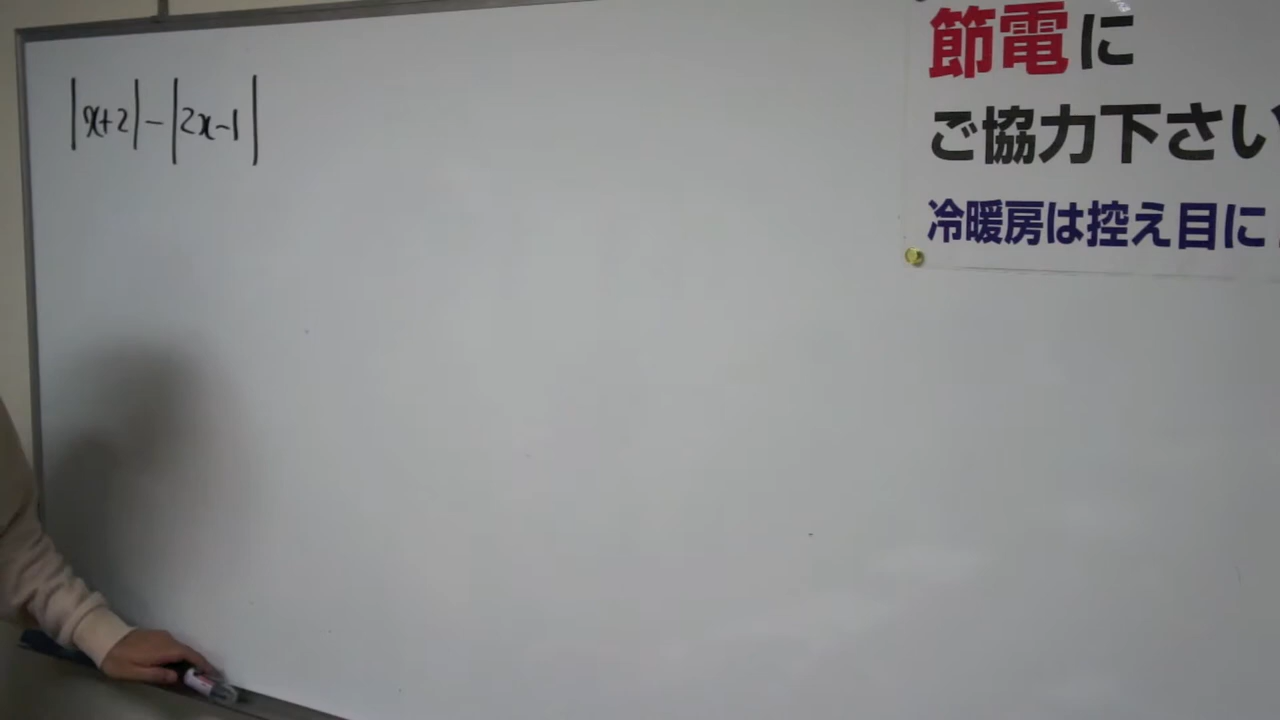 |x+2|-|2x-1|
節電に
ご協力下さい
冷暖房は控え目に